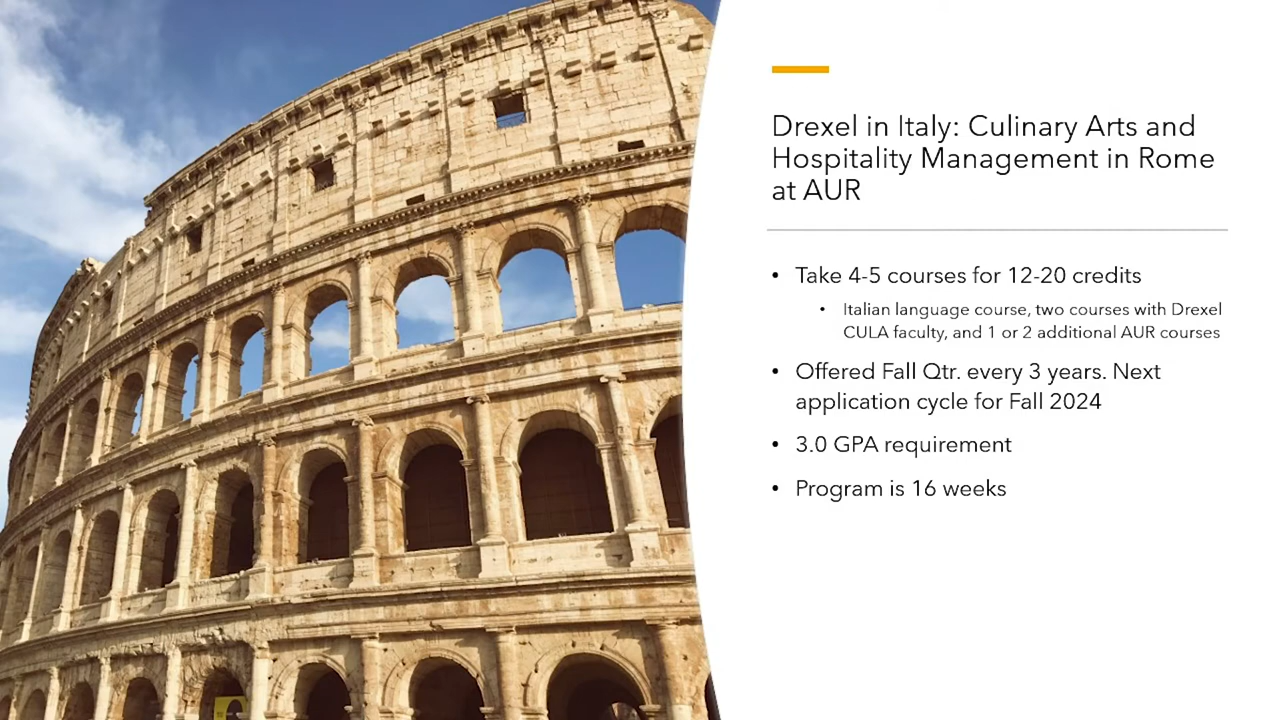 Drexel in Italy: Culinary Arts and
Hospitality Management in Rome
at AUR
• Take 4-5 courses for 12-20 credits
• Italian language course, two courses with Drexel
CULA faculty, and 1 or 2 additional AUR courses
• Offered Fall Qtr. every 3 years. Next
application cycle for Fall 2024
• 3.0 GPA requirement
• Program is 16 weeks